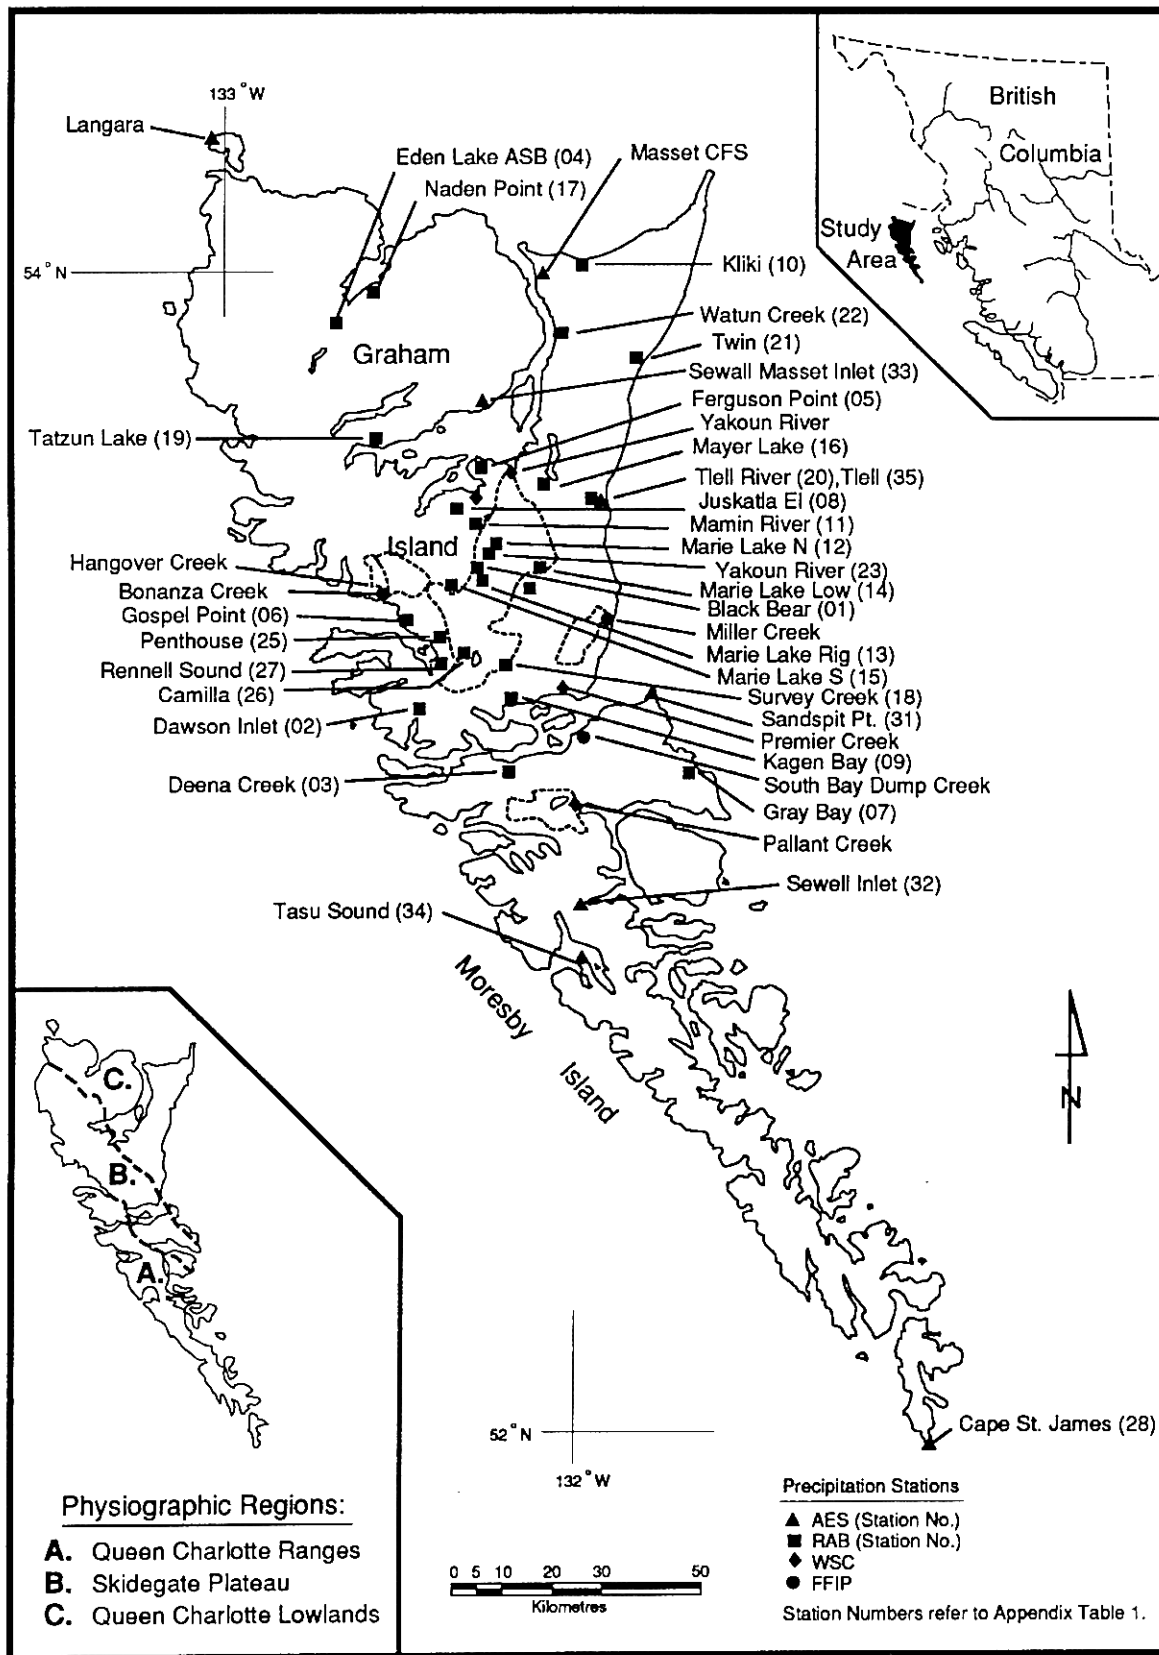 133°W
Langara
Eden Lake ASB (04)
Masset CFS
Naden Point (17)
British
Columbia
Study
Area
54°N
Kliki (10)
Watun Creek (22)
Twin (21)
Graham
Sewall Masset Inlet (33)
Ferguson Point (05)
Yakoun River
Tatzun Lake (19)
Mayer Lake (16)
Tlell River (20),Tlell (35)
Juskatla El (08)
Mamin River (11)
Island
Marie Lake N (12)
Hangover Creek
Yakoun River (23)
Bonanza Creek
Marie Lake Low (14)
Gospel Point (06)
Black Bear (01)
Penthouse (25)
Miller Creek
Rennell Sound (27)
Marie Lake Rig (13)
Camilla (26)
Marie Lake S (15)
Dawson Inlet (02)
Survey Creek (18)
Sandspit Pt. (31)
Premier Creek
Kagen Bay (09)
Deena Creek (03)
South Bay Dump Creek
Gray Bay (07)
Pallant Creek
Sewell Inlet (32)
Tasu Sound (34)
Moresby
Island
N
C.
B.
A.
52°N
132°W
Cape St. James (28)
Physiographic Regions:
A. Queen Charlotte Ranges
B. Skidegate Plateau
C. Queen Charlotte Lowlands
0 5 10 20 30 50
Kilometres
Precipitation Stations
AES (Station No.)
RAB (Station No.)
WSC
FFIP
Station Numbers refer to Appendix Table 1.